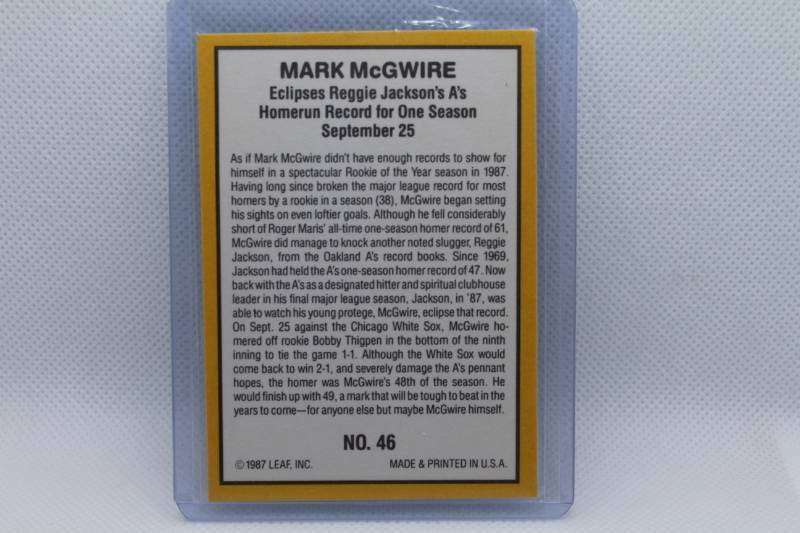 MARK McGWIRE
Eclipses Reggie Jackson's A's
Homerun Record for One Season
September 25
As if Mark McGwire didn't have enough records to show for
himself in a spectacular Rookie of the Year season in 1987.
Having long since broken the major league record for most
homers by a rookie in a season (38), McGwire began setting
his sights on even loftier goals. Although he fell considerably
short of Roger Maris' all-time one-season homer record of 61,
McGwire did manage to knock another noted slugger, Reggie
Jackson, from the Oakland A's record books. Since 1969,
Jackson had held the A's one-season homer record of 47. Now
back with the A's as a designated hitter and spiritual clubhouse
leader in his final major league season, Jackson, in '87, was
able to watch his young protege, McGwire, eclipse that record.
On Sept. 25 against the Chicago White Sox, McGwire ho-
mered off rookie Bobby Thigpen in the bottom of the ninth
inning to tie the game 1-1. Although the White Sox would
come back to win 2-1, and severely damage the A's pennant
hopes, the homer was McGwire's 48th of the season. He
would finish up with 49, a mark that will be tough to beat in the
years to come—for anyone else but maybe McGwire himself.
NO. 46
© 1987 LEAF, INC. MADE & PRINTED IN U.S.A.